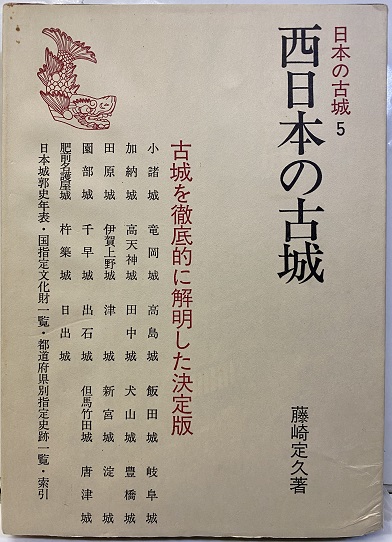 日本の古城 5
西日本の古城
藤崎定久著
古城を徹底的に解明した決定版
小諸城 竜岡城 高島城 飯田城 岐阜城
加納城 高天神城 田中城 犬山城 豊橋城
田原城 伊賀上野城 津城 新宮城 淀城
園部城 千早城 出石城 但馬竹田城 唐津城
肥前名護屋城 杵築城 日出城
日本城郭史年表・国指定文化財一覧・都道府県別指定史跡一覧・索引